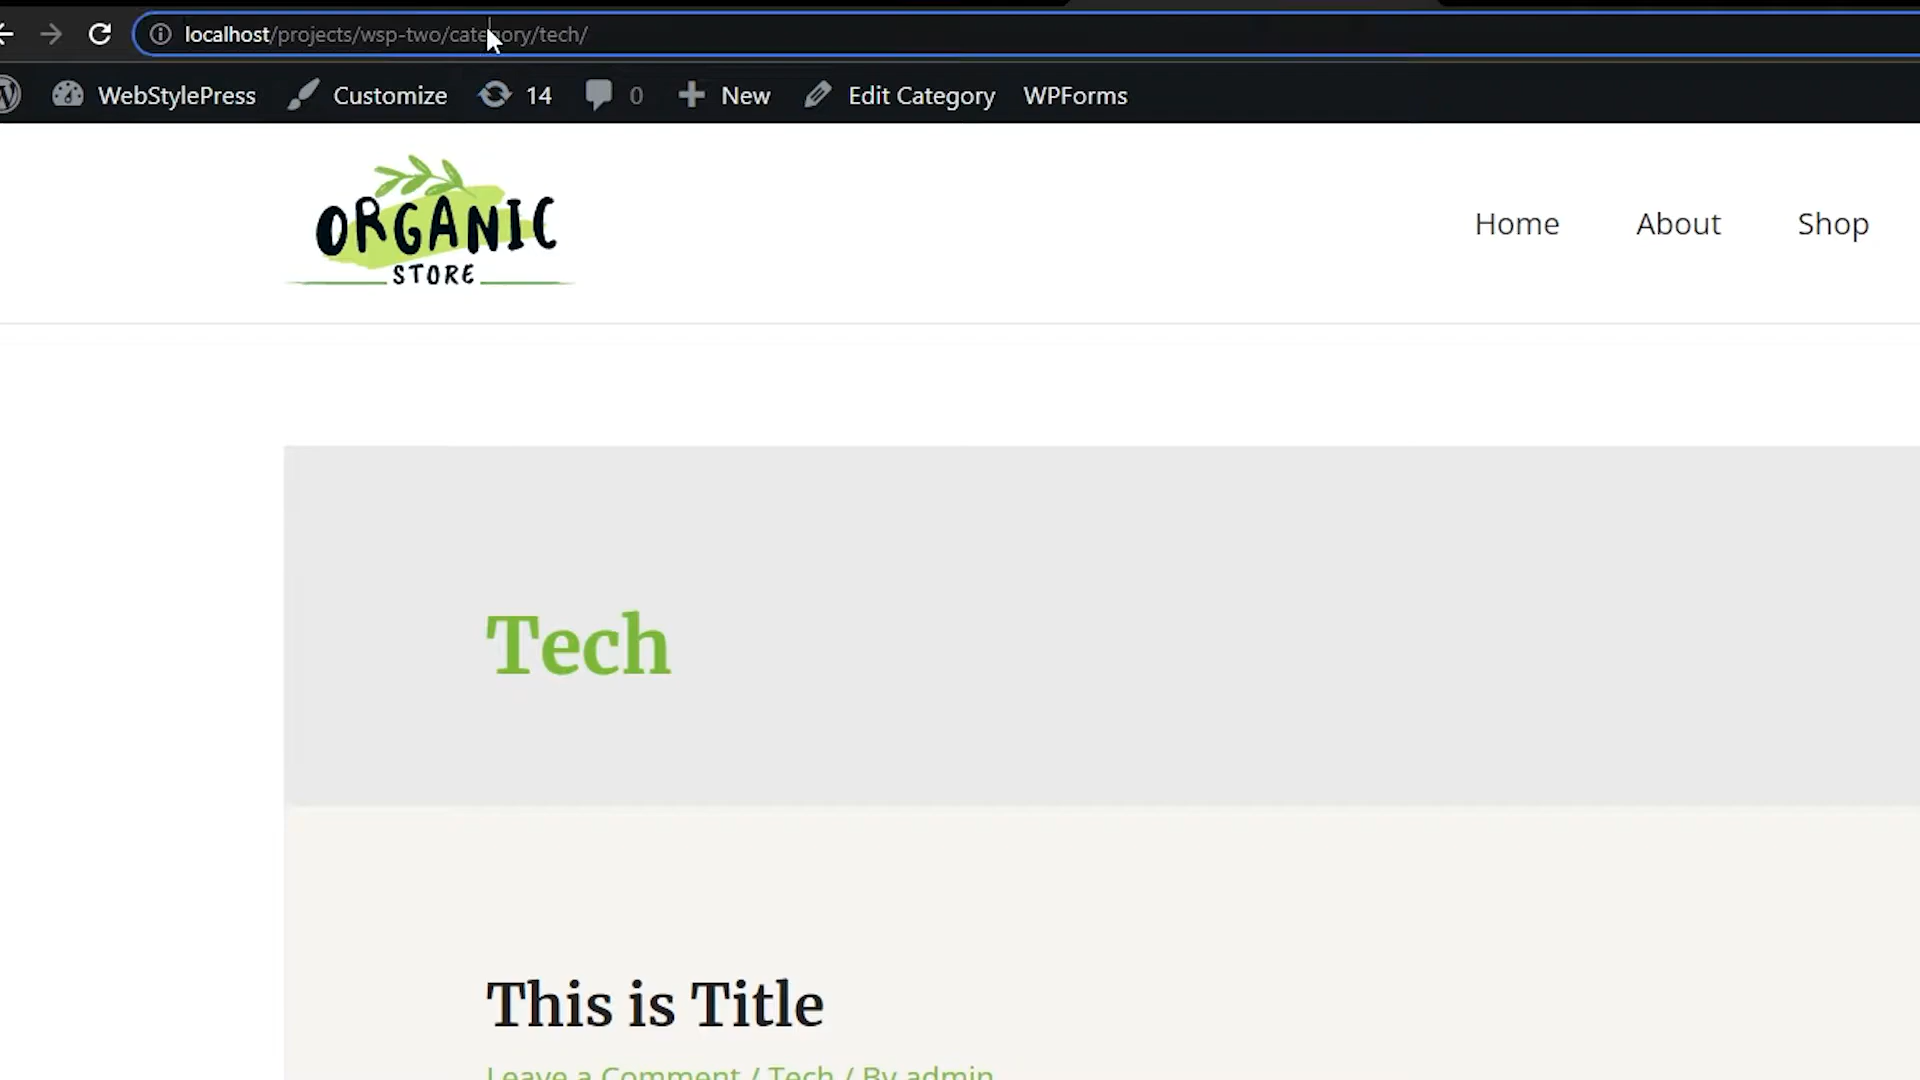 localhost/projects/wsp-two/category/tech/
WebStylePress Customize 14 0 New Edit Category WPForms
ORGANIC
STORE
Home About Shop
Tech
This is Title
Leave a Comment / Tech / By admin